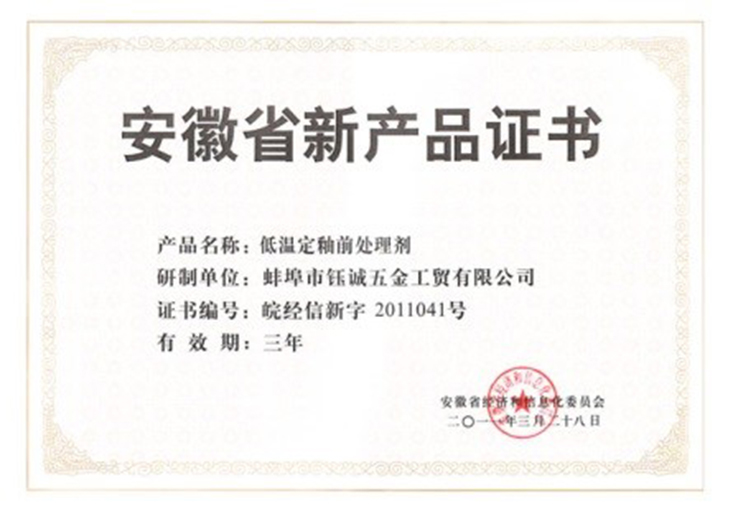 安徽省新产品证书
产品名称：低温定釉前处理剂
研制单位：蚌埠市钰诚五金工贸有限公司
证书编号：皖经信新字 2011041号
有 效 期：三年
安徽省经济和信息化委员会
二〇一一年三月二十八日